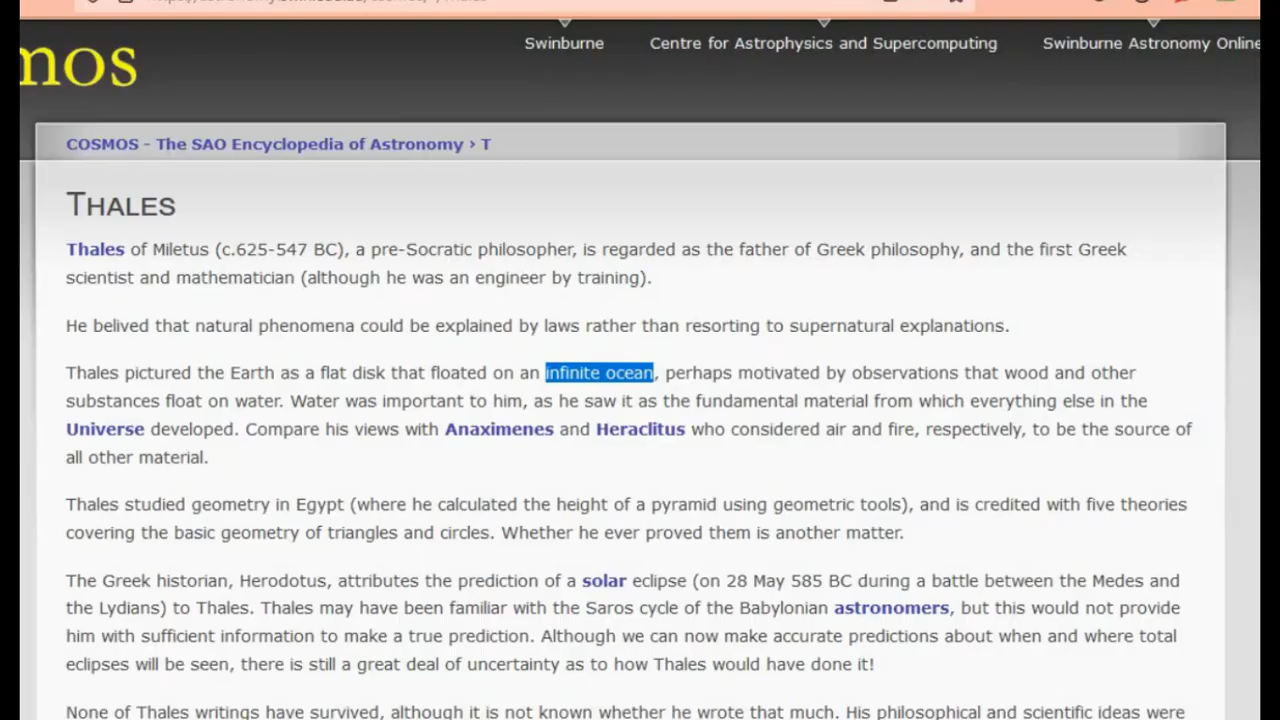 mos
Swinburne Centre for Astrophysics and Supercomputing Swinburne Astronomy Online
COSMOS - The SAO Encyclopedia of Astronomy › T
THALES
Thales of Miletus (c.625-547 BC), a pre-Socratic philosopher, is regarded as the father of Greek philosophy, and the first Greek
scientist and mathematician (although he was an engineer by training).
He belived that natural phenomena could be explained by laws rather than resorting to supernatural explanations.
Thales pictured the Earth as a flat disk that floated on an infinite ocean, perhaps motivated by observations that wood and other
substances float on water. Water was important to him, as he saw it as the fundamental material from which everything else in the
Universe developed. Compare his views with Anaximenes and Heraclitus who considered air and fire, respectively, to be the source of
all other material.
Thales studied geometry in Egypt (where he calculated the height of a pyramid using geometric tools), and is credited with five theories
covering the basic geometry of triangles and circles. Whether he ever proved them is another matter.
The Greek historian, Herodotus, attributes the prediction of a solar eclipse (on 28 May 585 BC during a battle between the Medes and
the Lydians) to Thales. Thales may have been familiar with the Saros cycle of the Babylonian astronomers, but this would not provide
him with sufficient information to make a true prediction. Although we can now make accurate predictions about when and where total
eclipses will be seen, there is still a great deal of uncertainty as to how Thales would have done it!
None of Thales writings have survived, although it is not known whether he wrote that much. His philosophical and scientific ideas were